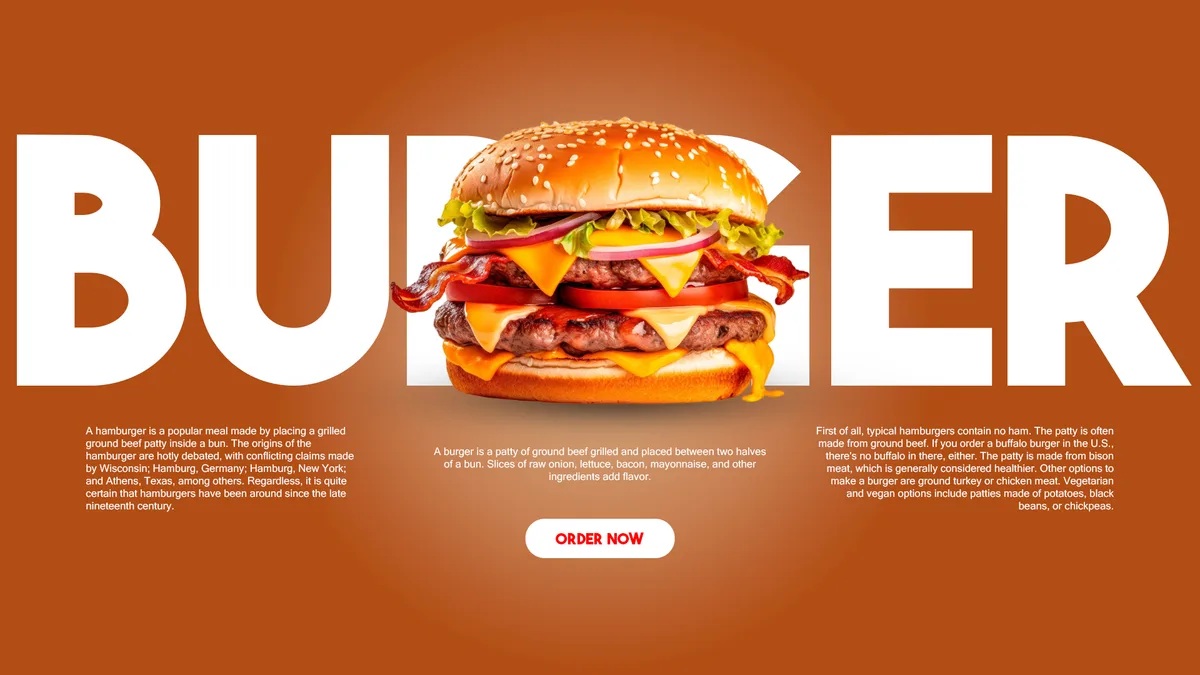 BURGER
A hamburger is a popular meal made by placing a grilled
ground beef patty inside a bun. The origins of the
hamburger are hotly debated, with conflicting claims made
by Wisconsin; Hamburg, Germany; Hamburg, New York;
and Athens, Texas, among others. Regardless, it is quite
certain that hamburgers have been around since the late
nineteenth century.
A burger is a patty of ground beef grilled and placed between two halves
of a bun. Slices of raw onion, lettuce, bacon, mayonnaise, and other
ingredients add flavor.
ORDER NOW
First of all, typical hamburgers contain no ham. The patty is often
made from ground beef. If you order a buffalo burger in the U.S.,
there's no buffalo in there, either. The patty is made from bison
meat, which is generally considered healthier. Other options to
make a burger are ground turkey or chicken meat. Vegetarian
and vegan options include patties made of potatoes, black
beans, or chickpeas.